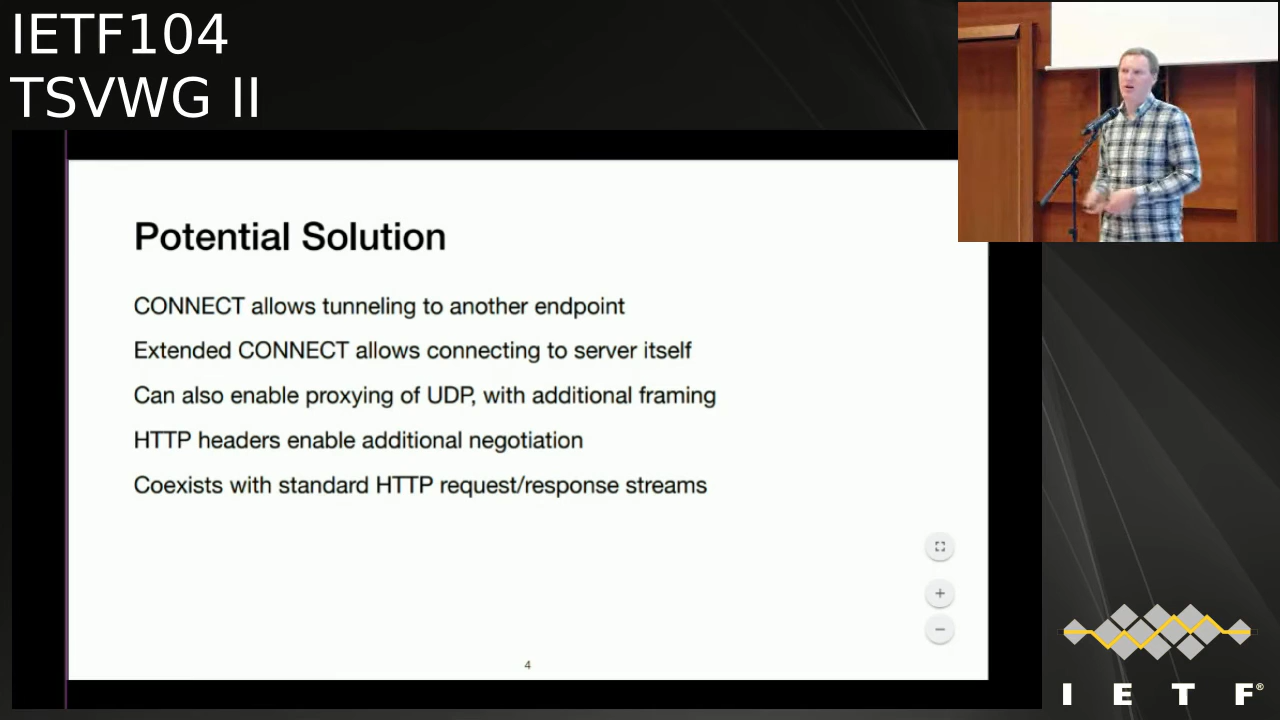 IETF104
TSVWG II
Potential Solution
CONNECT allows tunneling to another endpoint
Extended CONNECT allows connecting to server itself
Can also enable proxying of UDP, with additional framing
HTTP headers enable additional negotiation
Coexists with standard HTTP request/response streams
4
I E T F®